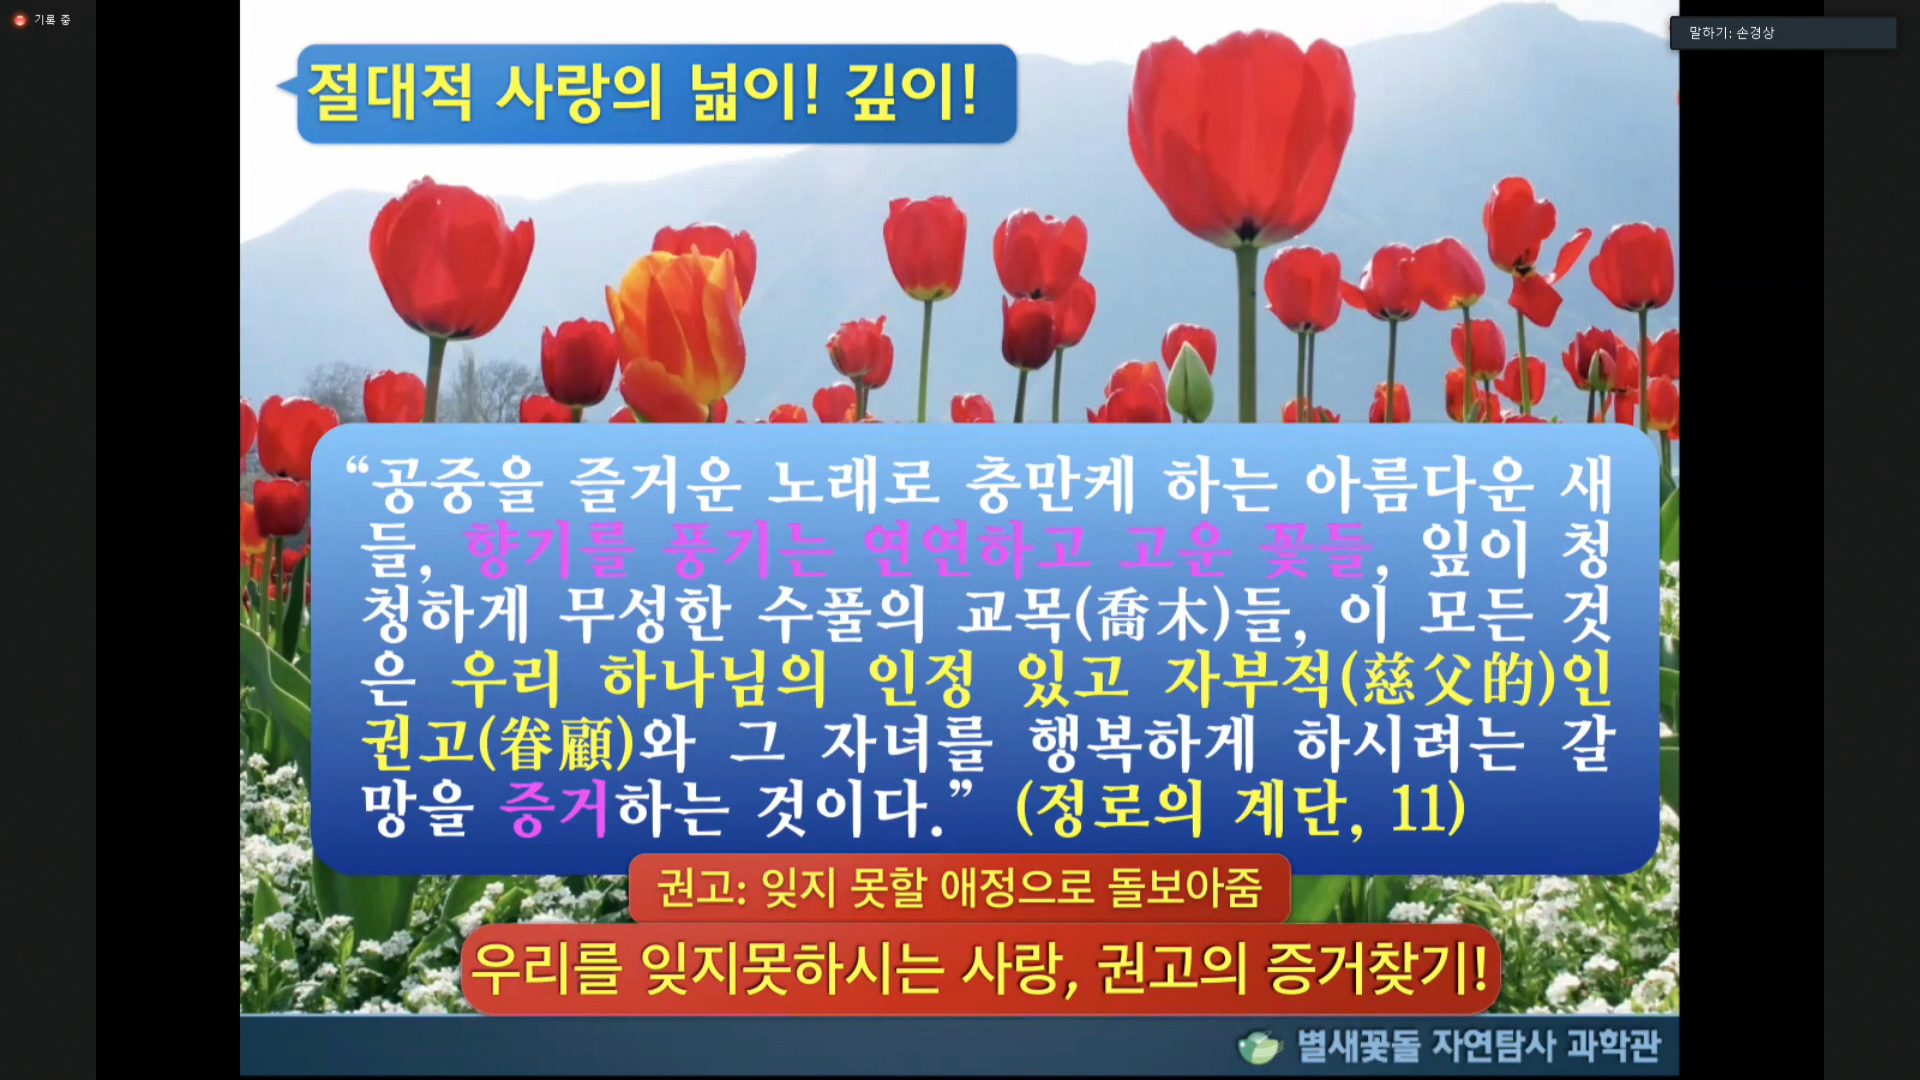 기록 중
말하기: 손경상
절대적 사랑의 넓이! 깊이!
“공중을 즐거운 노래로 충만케 하는 아름다운 새
들, 향기를 풍기는 연연하고 고운 꽃들, 잎이 청
청하게 무성한 수풀의 교목(喬木)들, 이 모든 것
은 우리 하나님의 인정 있고 자부적(慈父的)인
권고(眷顧)와 그 자녀를 행복하게 하시려는 갈
망을 증거하는 것이다.” (정로의 계단, 11)
권고: 잊지 못할 애정으로 돌보아줌
우리를 잊지못하시는 사랑, 권고의 증거찾기!
별새꽃돌 자연탐사 과학관